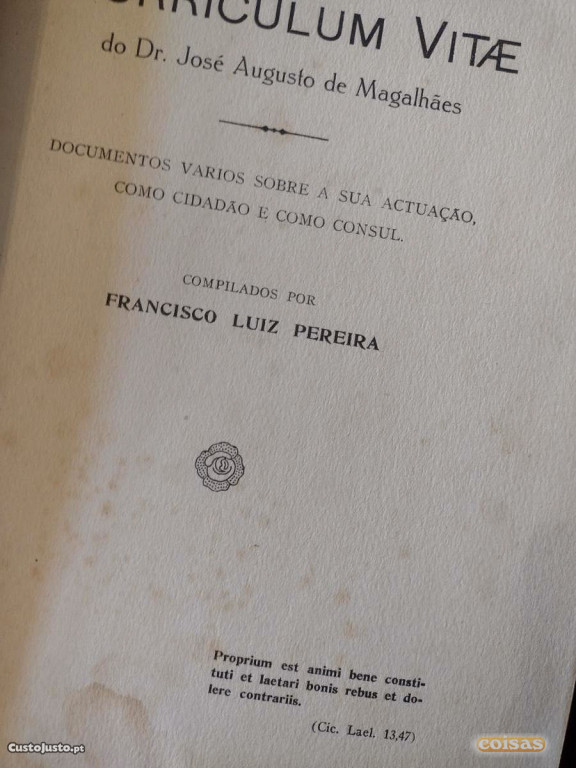 CURRICULUM VITÆ
do Dr. José Augusto de Magalhães
DOCUMENTOS VARIOS SOBRE A SUA ACTUAÇÃO,
COMO CIDADÃO E COMO CONSUL.
COMPILADOS POR
FRANCISCO LUIZ PEREIRA
Proprium est animi bene consti-
tuti et laetari bonis rebus et do-
lere contrariis.
(Cic. Lael. 13,47)
CustoJusto.pt
coisas